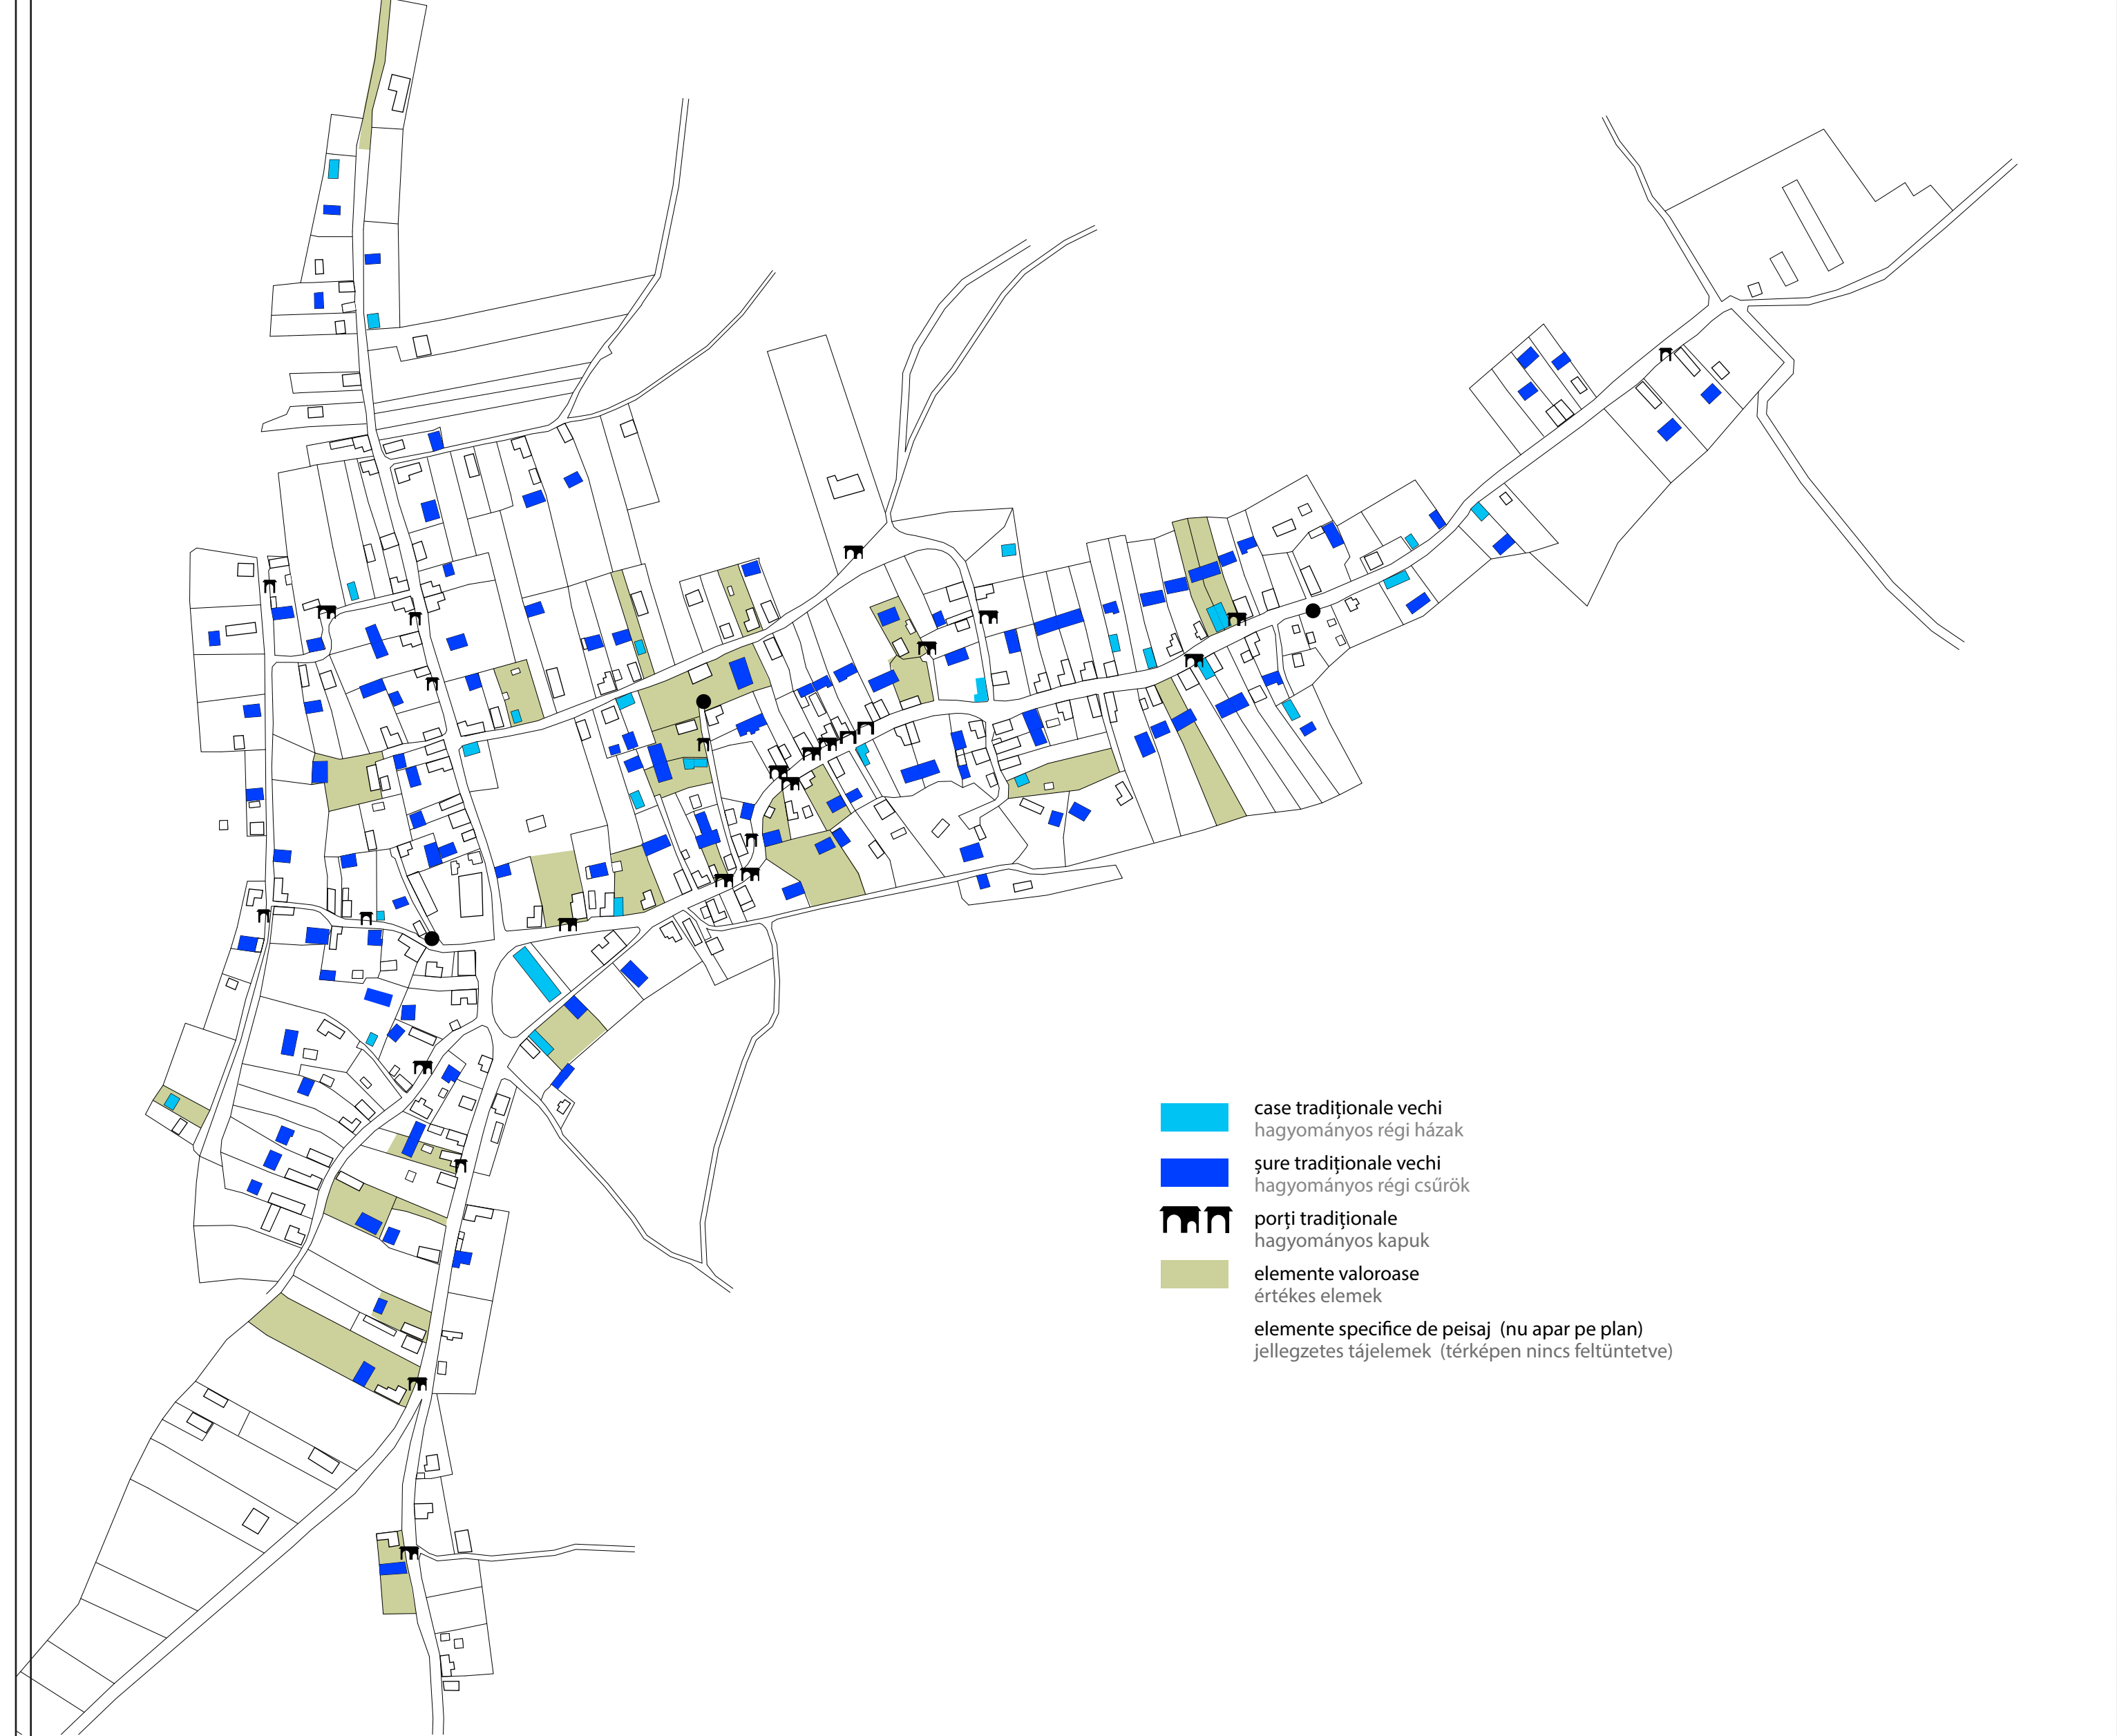 case tradiționale vechi
hagyományos régi házak
șure tradiționale vechi
hagyományos régi csűrök
porți tradiționale
hagyományos kapuk
elemente valoroase
értékes elemek
elemente specifice de peisaj (nu apar pe plan)
jellegzetes tájelemek (térképen nincs feltüntetve)